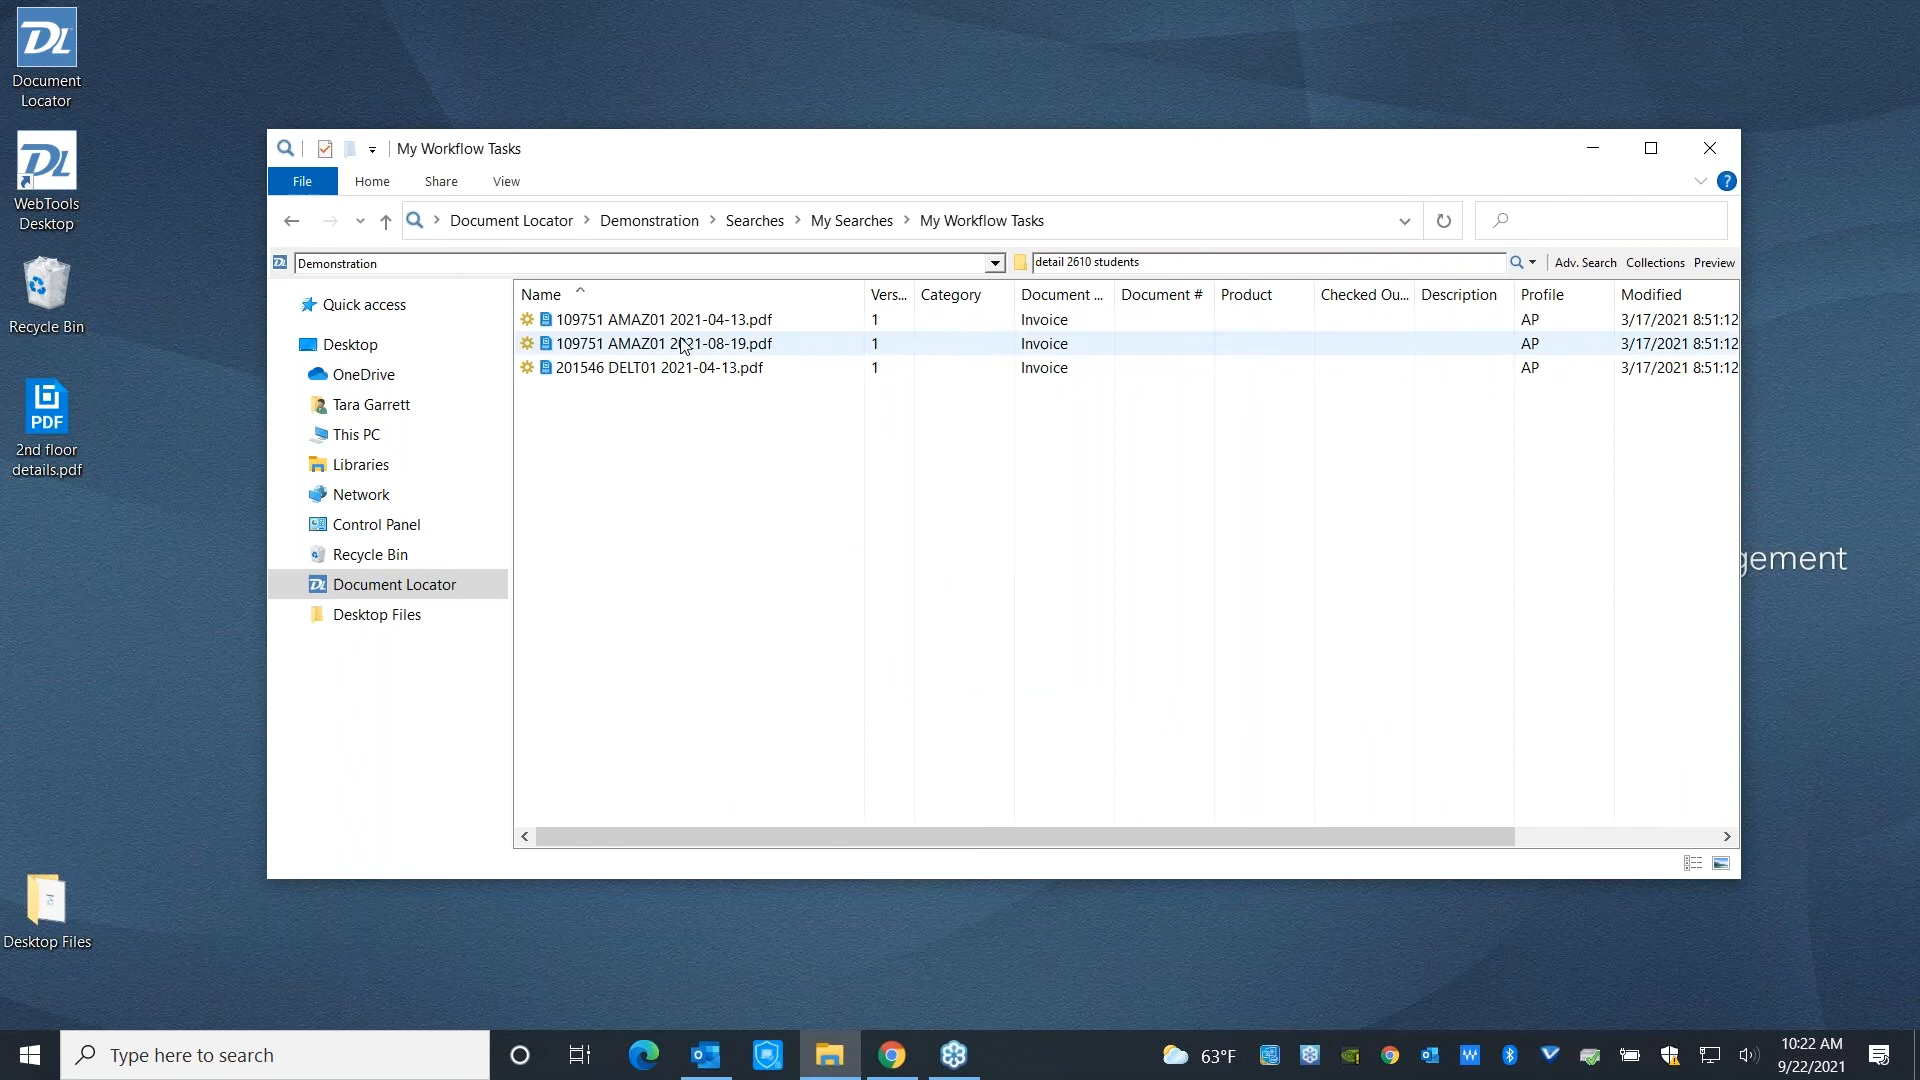 Document
Locator
WebTools
Desktop
Recycle Bin
PDF
2nd floor
details.pdf
Desktop Files
My Workflow Tasks
File Home Share View
Document Locator > Demonstration > Searches > My Searches > My Workflow Tasks
Demonstration
detail 2610 students
Adv. Search Collections Preview
Quick access
Desktop
OneDrive
Tara Garrett
This PC
Libraries
Network
Control Panel
Recycle Bin
Document Locator
Desktop Files
Name Vers... Category Document ... Document # Product Checked Ou... Description Profile Modified
109751 AMAZ01 2021-04-13.pdf 1 Invoice AP 3/17/2021 8:51:12
109751 AMAZ01 2021-08-19.pdf 1 Invoice AP 3/17/2021 8:51:12
201546 DELT01 2021-04-13.pdf 1 Invoice AP 3/17/2021 8:51:12
gement
Type here to search
63°F
10:22 AM
9/22/2021